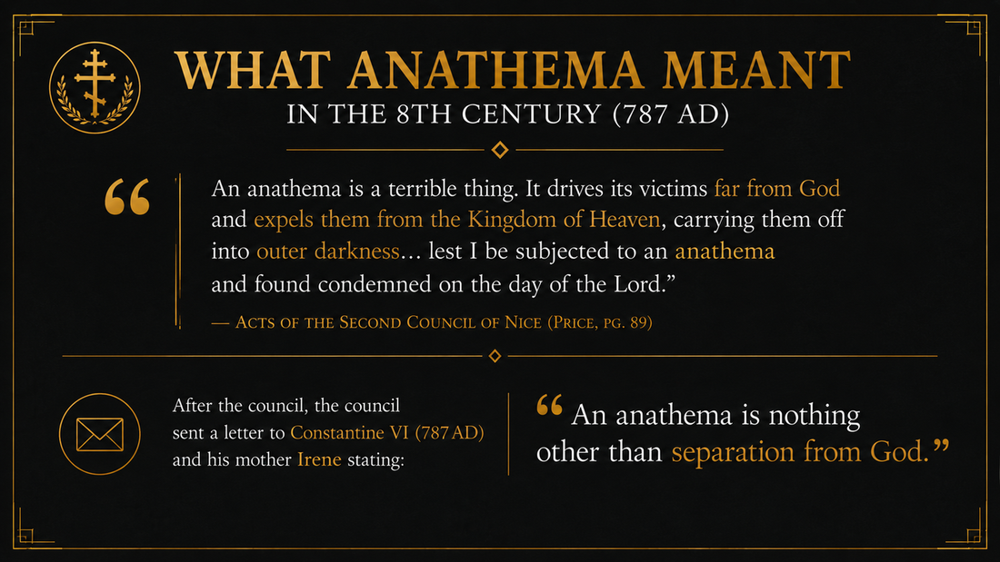 WHAT ANATHEMA MEANT
IN THE 8TH CENTURY (787 AD)
“
An anathema is a terrible thing. It drives its victims far from God
and expels them from the Kingdom of Heaven, carrying them off
into outer darkness… lest I be subjected to an anathema
and found condemned on the day of the Lord.”
— Acts of the Second Council of Nice (Price, pg. 89)
After the council, the council
sent a letter to Constantine VI (787 AD)
and his mother Irene stating:
“An anathema is nothing
other than separation from God.”